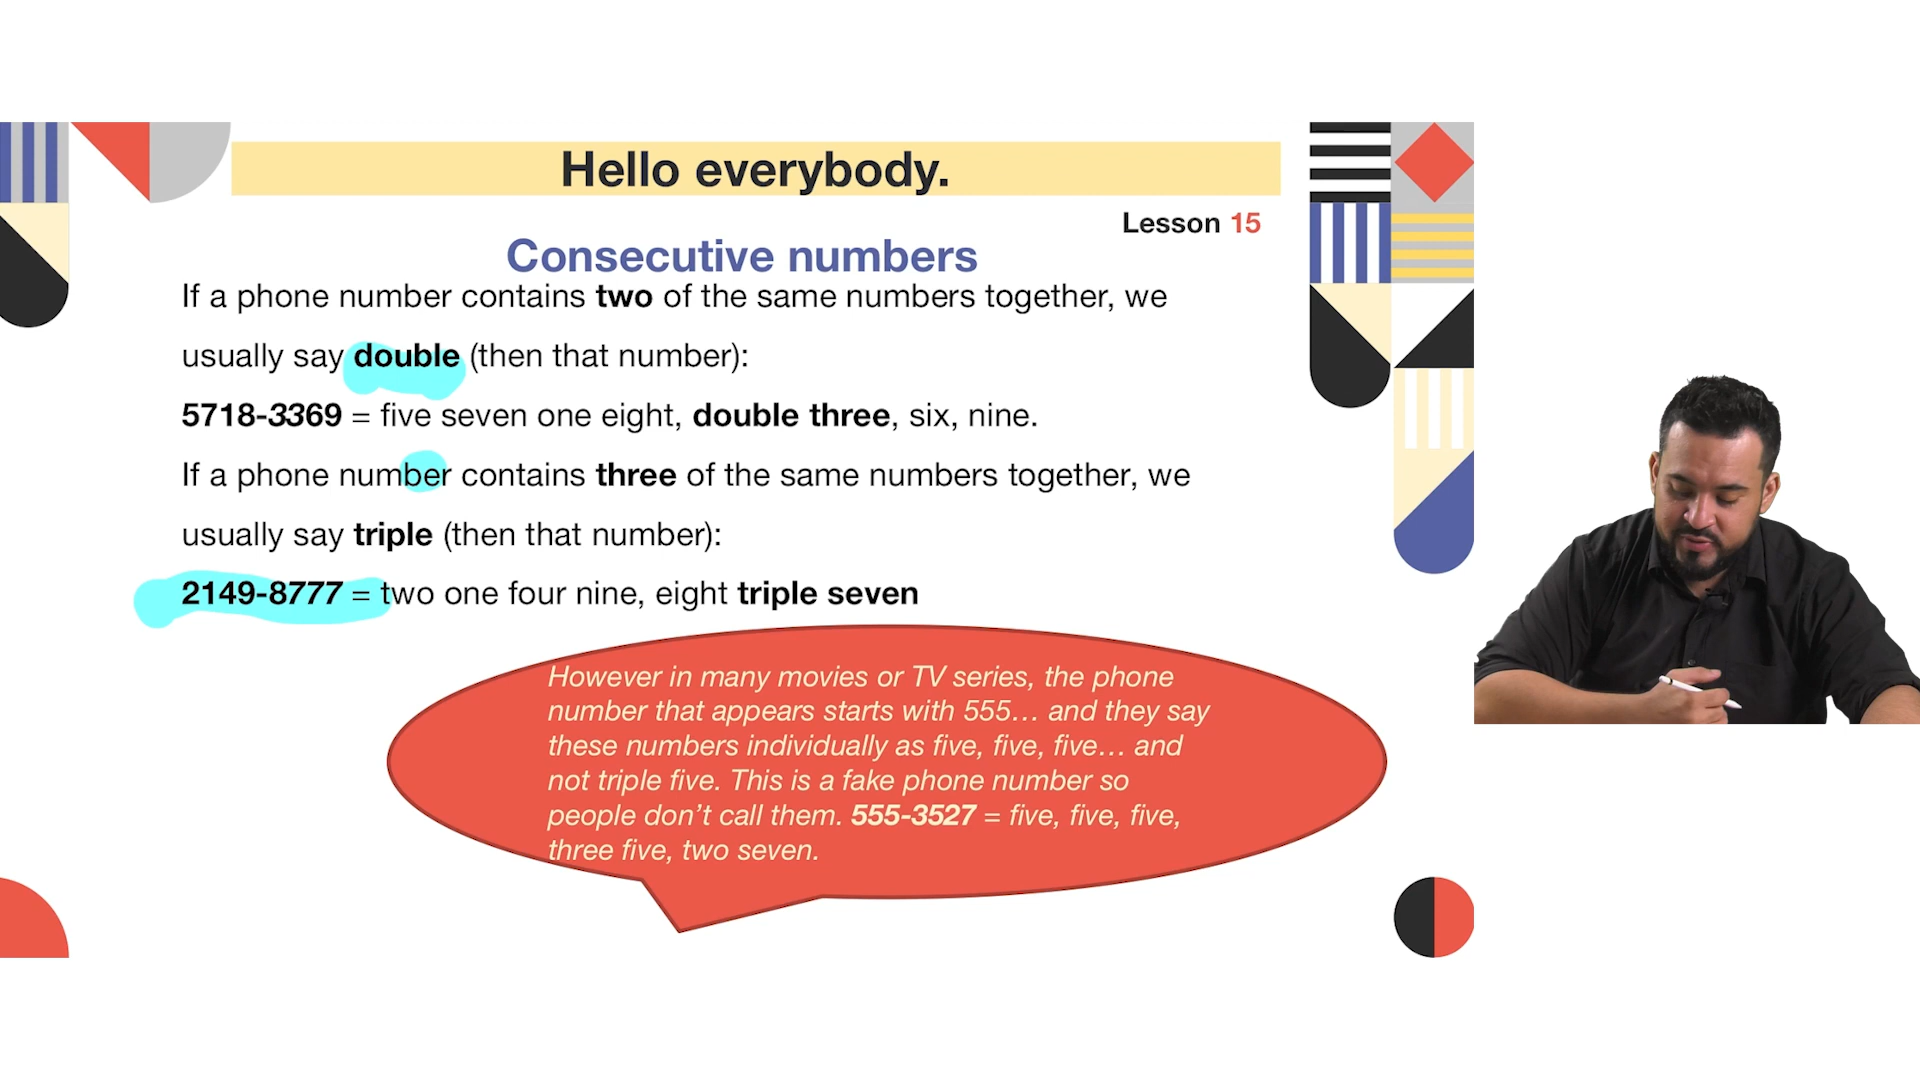 Hello everybody.
Lesson 15
Consecutive numbers
If a phone number contains two of the same numbers together, we
usually say double (then that number):
5718-3369 = five seven one eight, double three, six, nine.
If a phone number contains three of the same numbers together, we
usually say triple (then that number):
2149-8777 = two one four nine, eight triple seven
However in many movies or TV series, the phone
number that appears starts with 555… and they say
these numbers individually as five, five, five… and
not triple five. This is a fake phone number so
people don’t call them. 555-3527 = five, five, five,
three five, two seven.